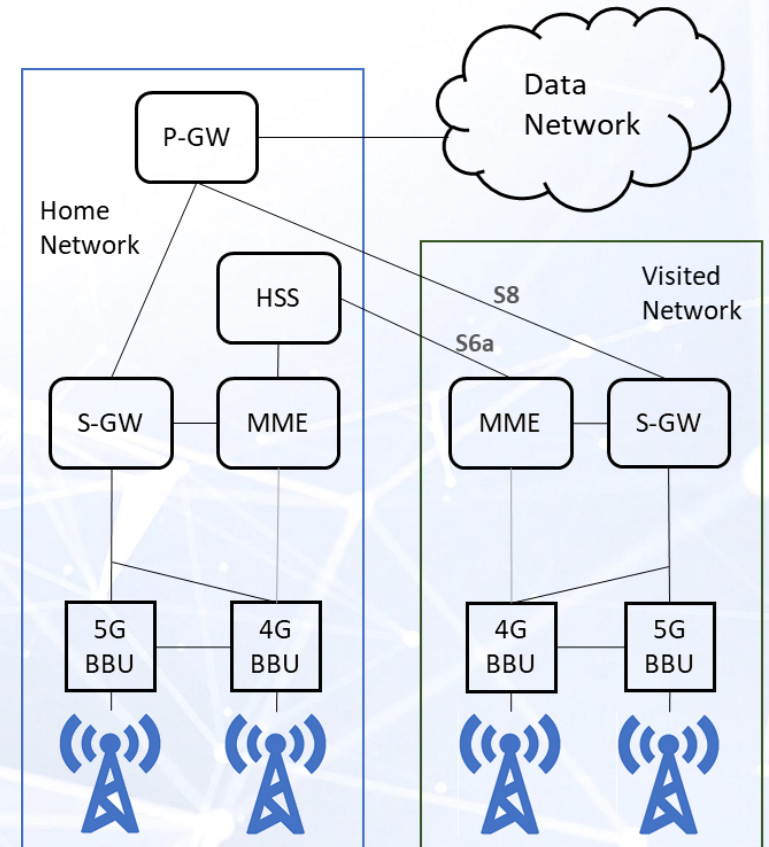 Data
Network
P-GW
Home
Network
HSS
Visited
Network
S8
S6a
S-GW
MME
MME
S-GW
5G
BBU
4G
BBU
4G
BBU
5G
BBU